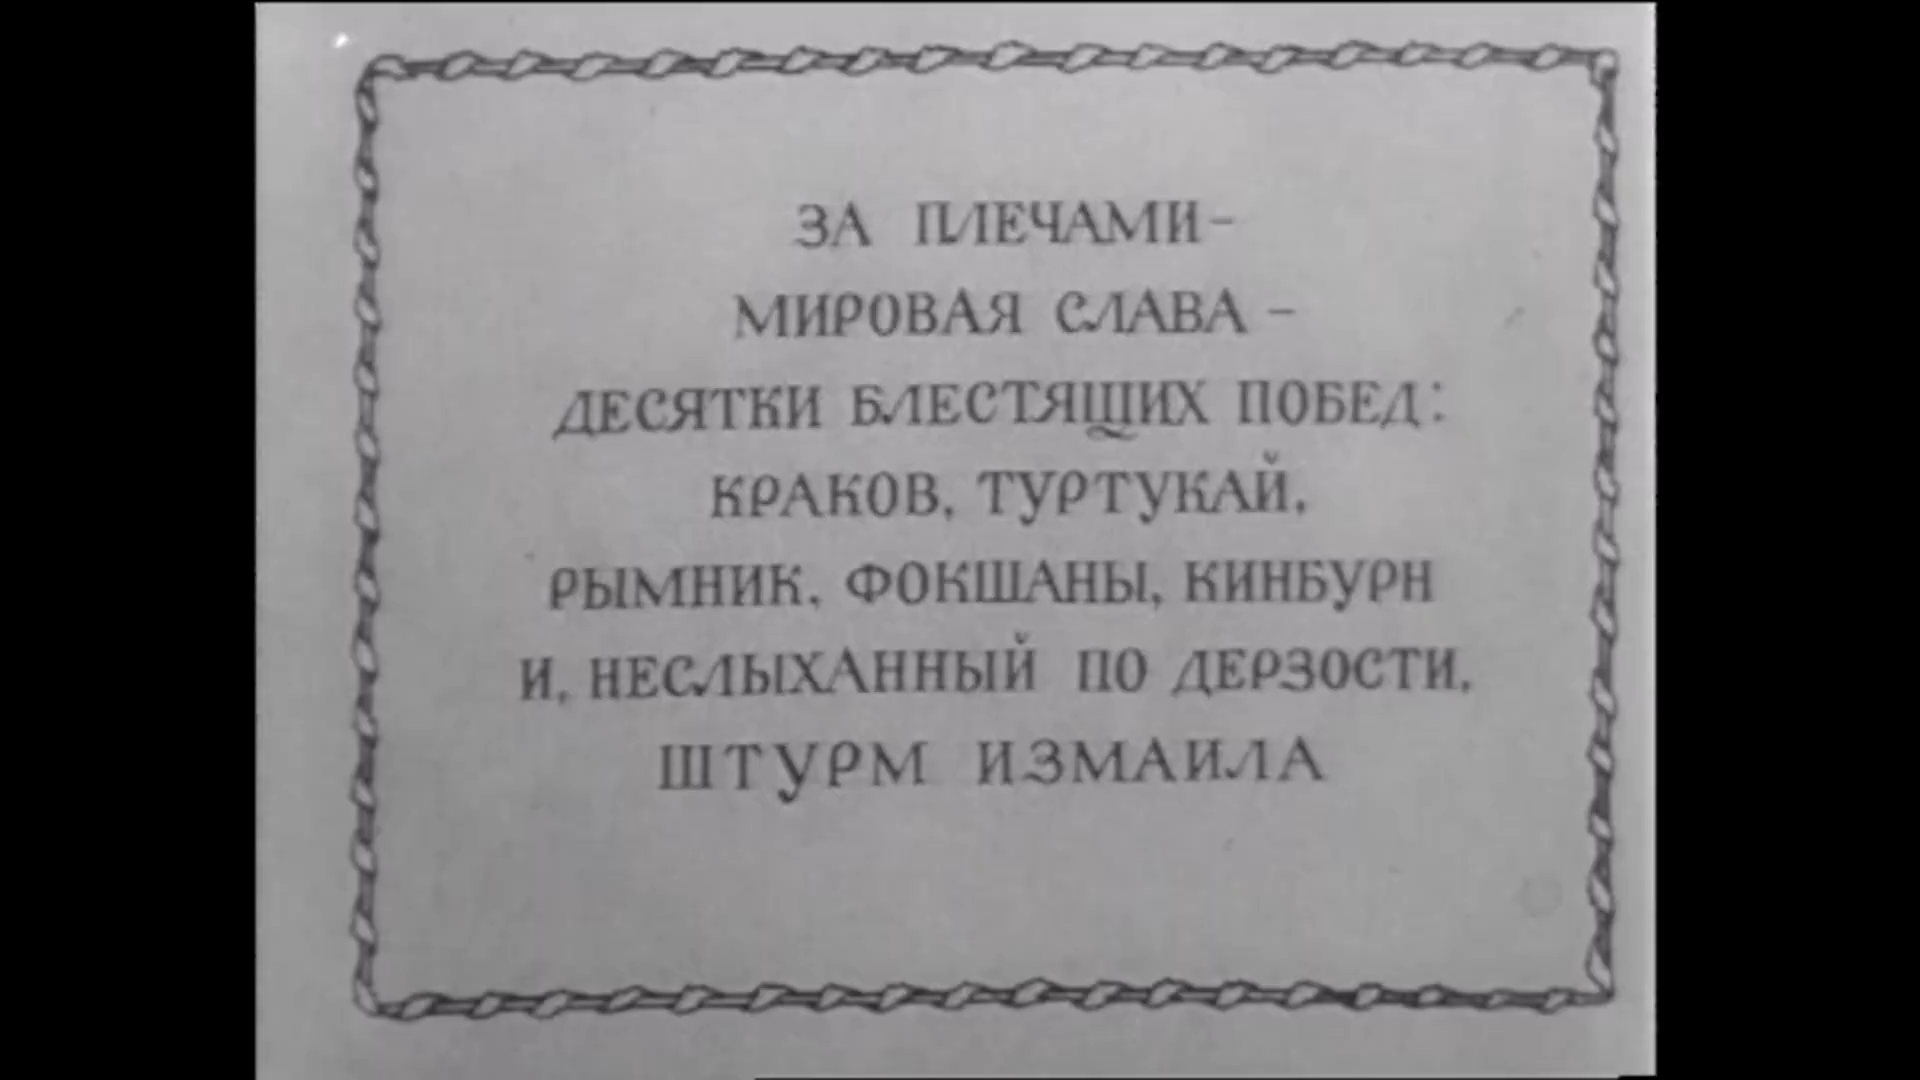 ЗА ПЛЕЧАМИ –
МИРОВАЯ СЛАВА –
ДЕСЯТКИ БЛЕСТЯЩИХ ПОБЕД:
КРАКОВ, ТУРТУКАЙ,
РЫМНИК, ФОКШАНЫ, КИНБУРН
И, НЕСЛЫХАННЫЙ ПО ДЕРЗОСТИ,
ШТУРМ ИЗМАИЛА